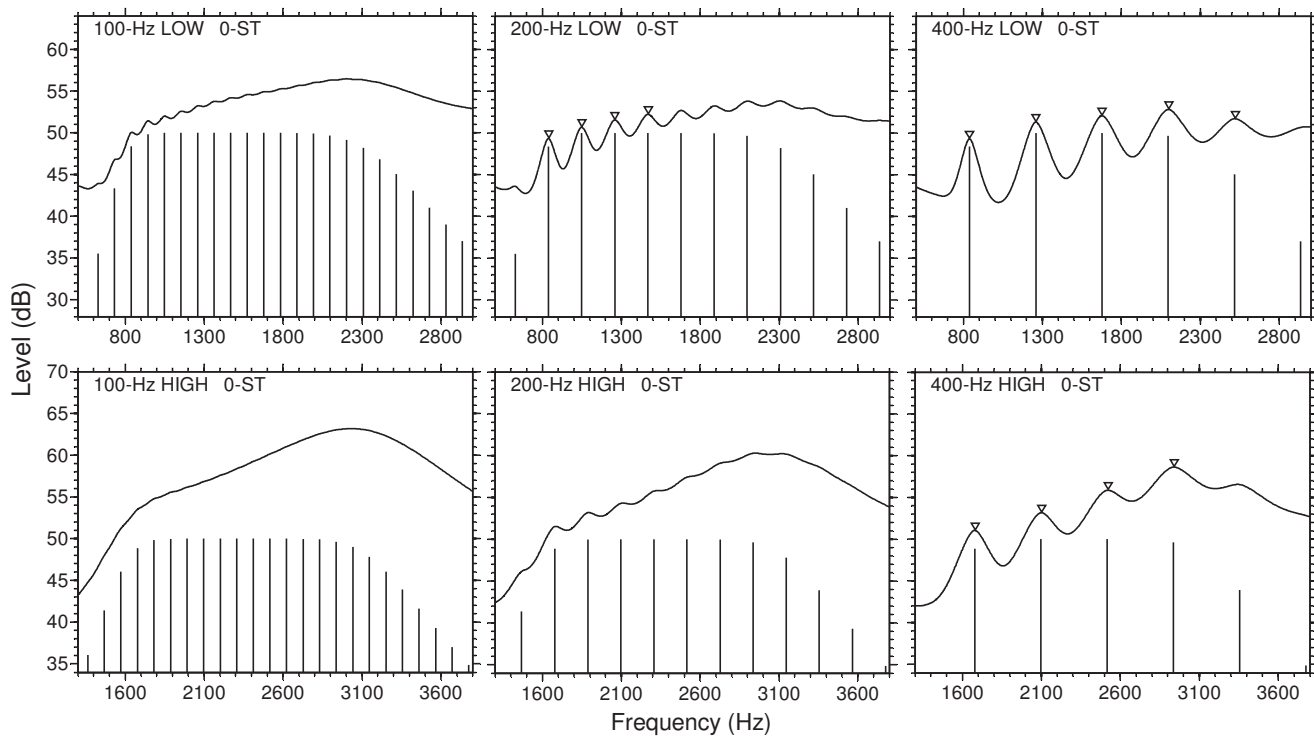 100-Hz LOW 0-ST
200-Hz LOW 0-ST
400-Hz LOW 0-ST
60
55
50
45
40
35
30
800 1300 1800 2300 2800
800 1300 1800 2300 2800
800 1300 1800 2300 2800
Level (dB)
100-Hz HIGH 0-ST
200-Hz HIGH 0-ST
400-Hz HIGH 0-ST
70
65
60
55
50
45
40
35
1600 2100 2600 3100 3600
1600 2100 2600 3100 3600
1600 2100 2600 3100 3600
Frequency (Hz)